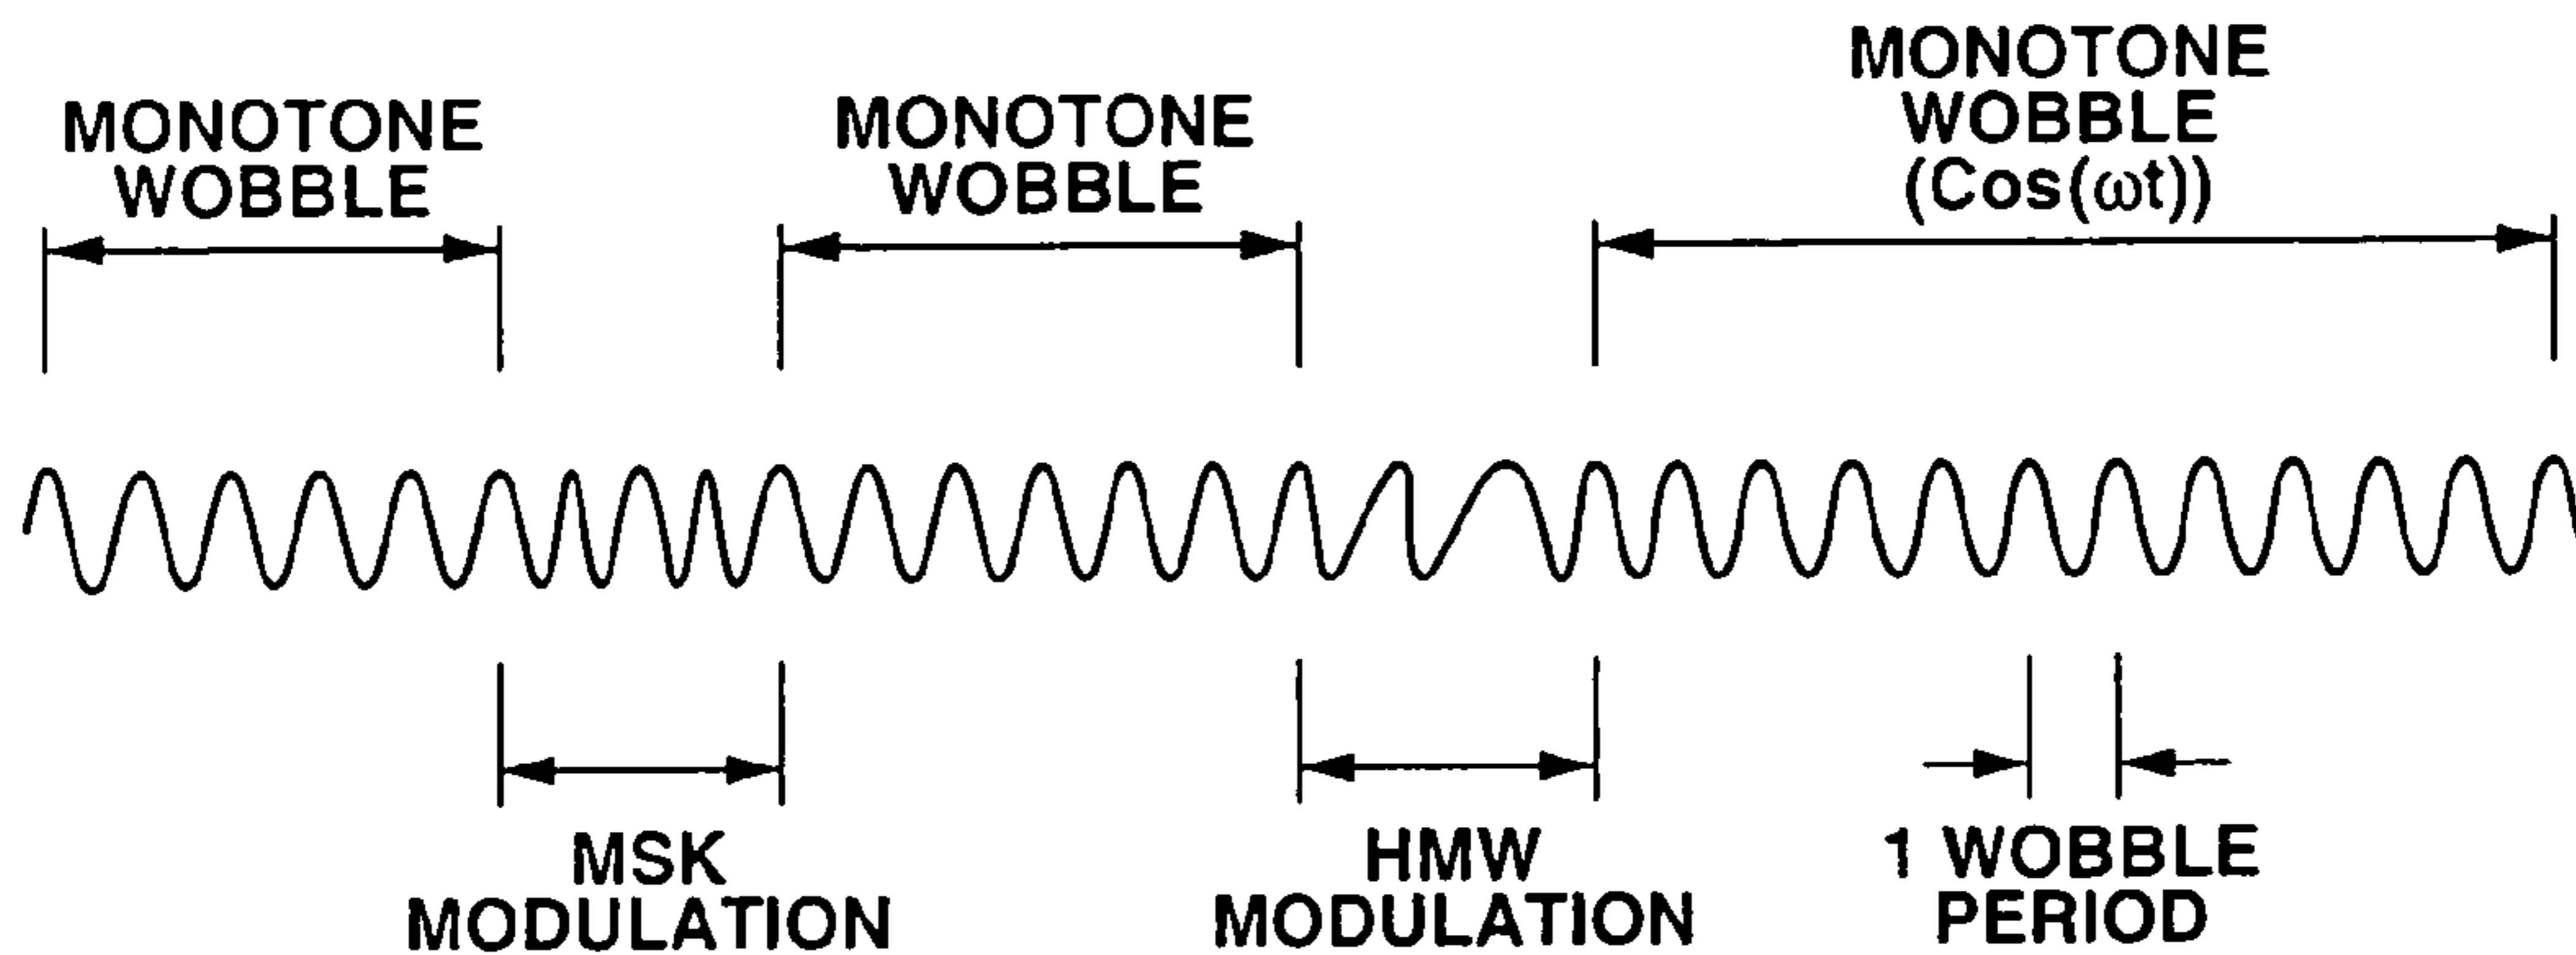 MONOTONE
WOBBLE
MONOTONE
WOBBLE
MONOTONE
WOBBLE
(Cos(ωt))
MSK
MODULATION
HMW
MODULATION
1 WOBBLE
PERIOD